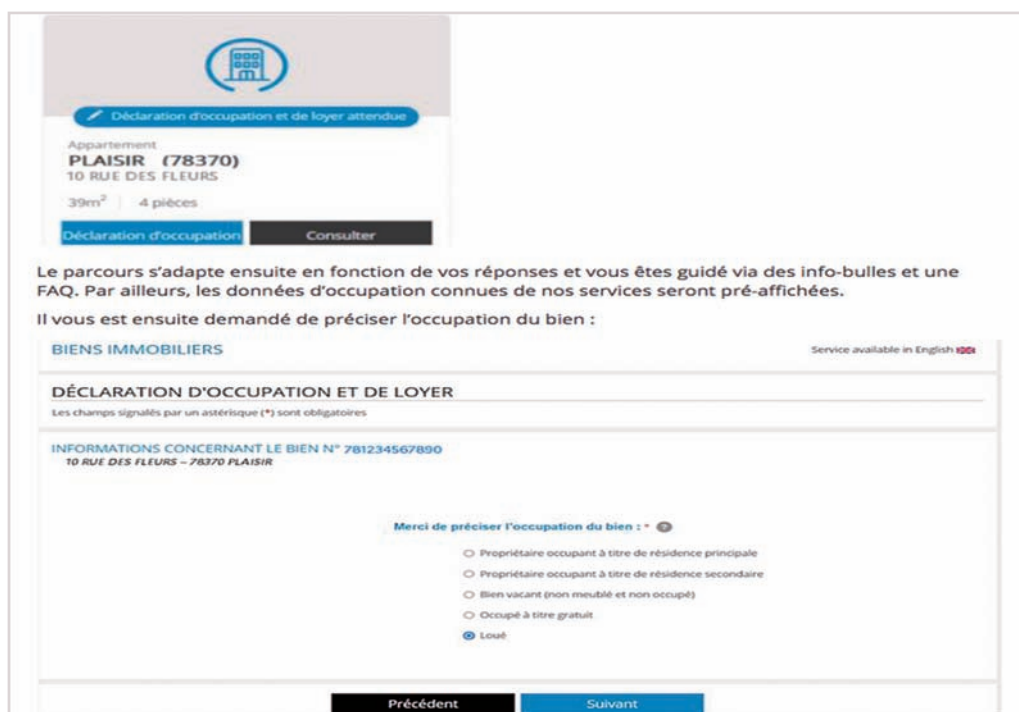 Déclaration d'occupation et de loyer attendue
Appartement
PLAISIR (78370)
10 RUE DES FLEURS
39m² 4 pièces
Déclaration d'occupation Consulter
Le parcours s'adapte ensuite en fonction de vos réponses et vous êtes guidé via des info-bulles et une
FAQ. Par ailleurs, les données d'occupation connues de nos services seront pré-affichées.
Il vous est ensuite demandé de préciser l'occupation du bien :
BIENS IMMOBILIERS Service available in English
DÉCLARATION D'OCCUPATION ET DE LOYER
Les champs signalés par un astérisque (*) sont obligatoires
INFORMATIONS CONCERNANT LE BIEN N° 781234567890
10 RUE DES FLEURS – 78370 PLAISIR
Merci de préciser l'occupation du bien : * ?
Propriétaire occupant à titre de résidence principale
Propriétaire occupant à titre de résidence secondaire
Bien vacant (non meublé et non occupé)
Occupé à titre gratuit
Loué
Précédent Suivant